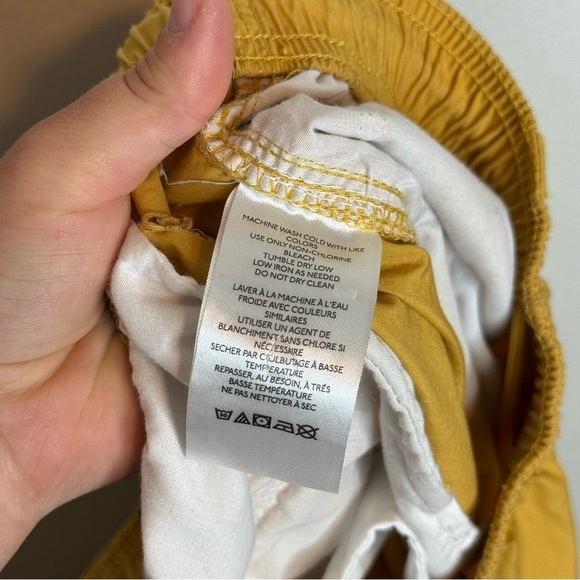 MACHINE WASH COLD WITH LIKE
COLORS
USE ONLY NON-CHLORINE
BLEACH
TUMBLE DRY LOW
LOW IRON AS NEEDED
DO NOT DRY CLEAN
LAVER À LA MACHINE À L'EAU
FROIDE AVEC COULEURS
SIMILAIRES
UTILISER UN AGENT DE
BLANCHIMENT SANS CHLORE SI
NÉCESSAIRE
SECHER PAR CULBUTAGE À BASSE
TEMPÉRATURE
REPASSER, AU BESOIN, À TRÉS
BASSE TEMPÉRATURE
NE PAS NETTOYER À SEC
30